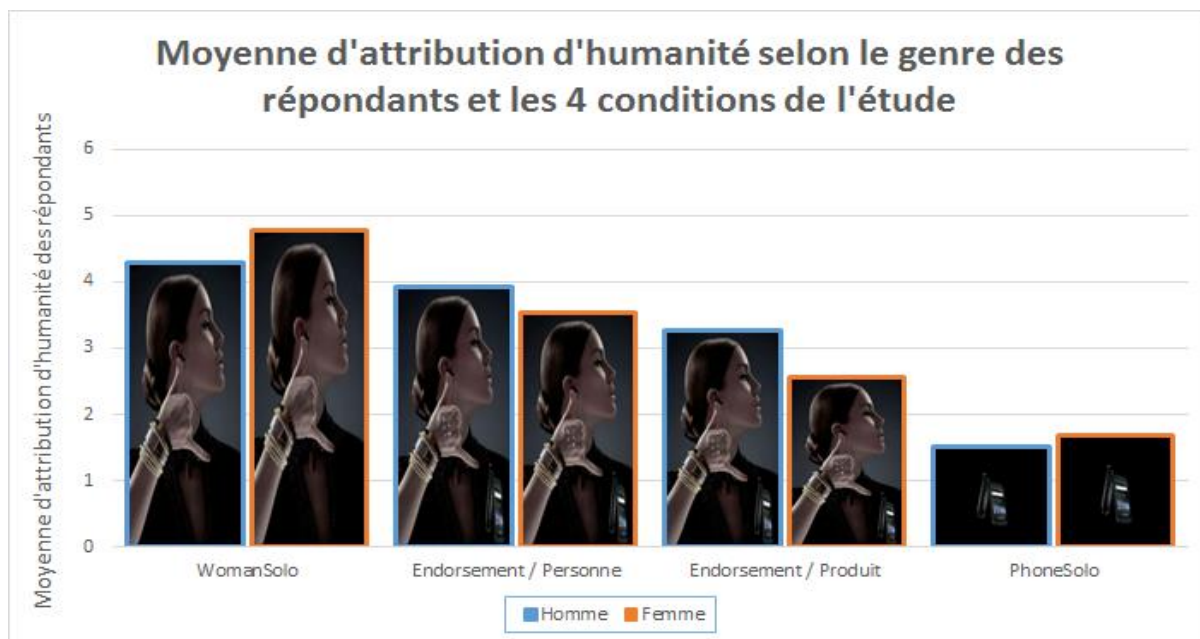 Moyenne d'attribution d'humanité selon le genre des
répondants et les 4 conditions de l'étude
Moyenne d'attribution d'humanité des répondants
6
5
4
3
2
1
0
WomanSolo
Endorsement / Personne
Endorsement / Produit
PhoneSolo
Homme
Femme